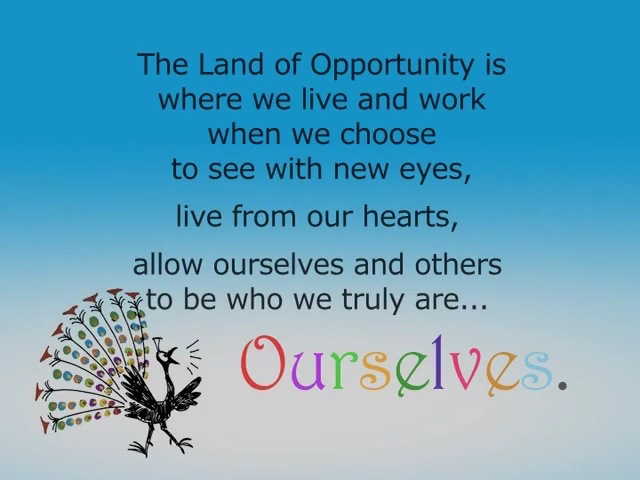 The Land of Opportunity is
where we live and work
when we choose
to see with new eyes,
live from our hearts,
allow ourselves and others
to be who we truly are...
Ourselves.